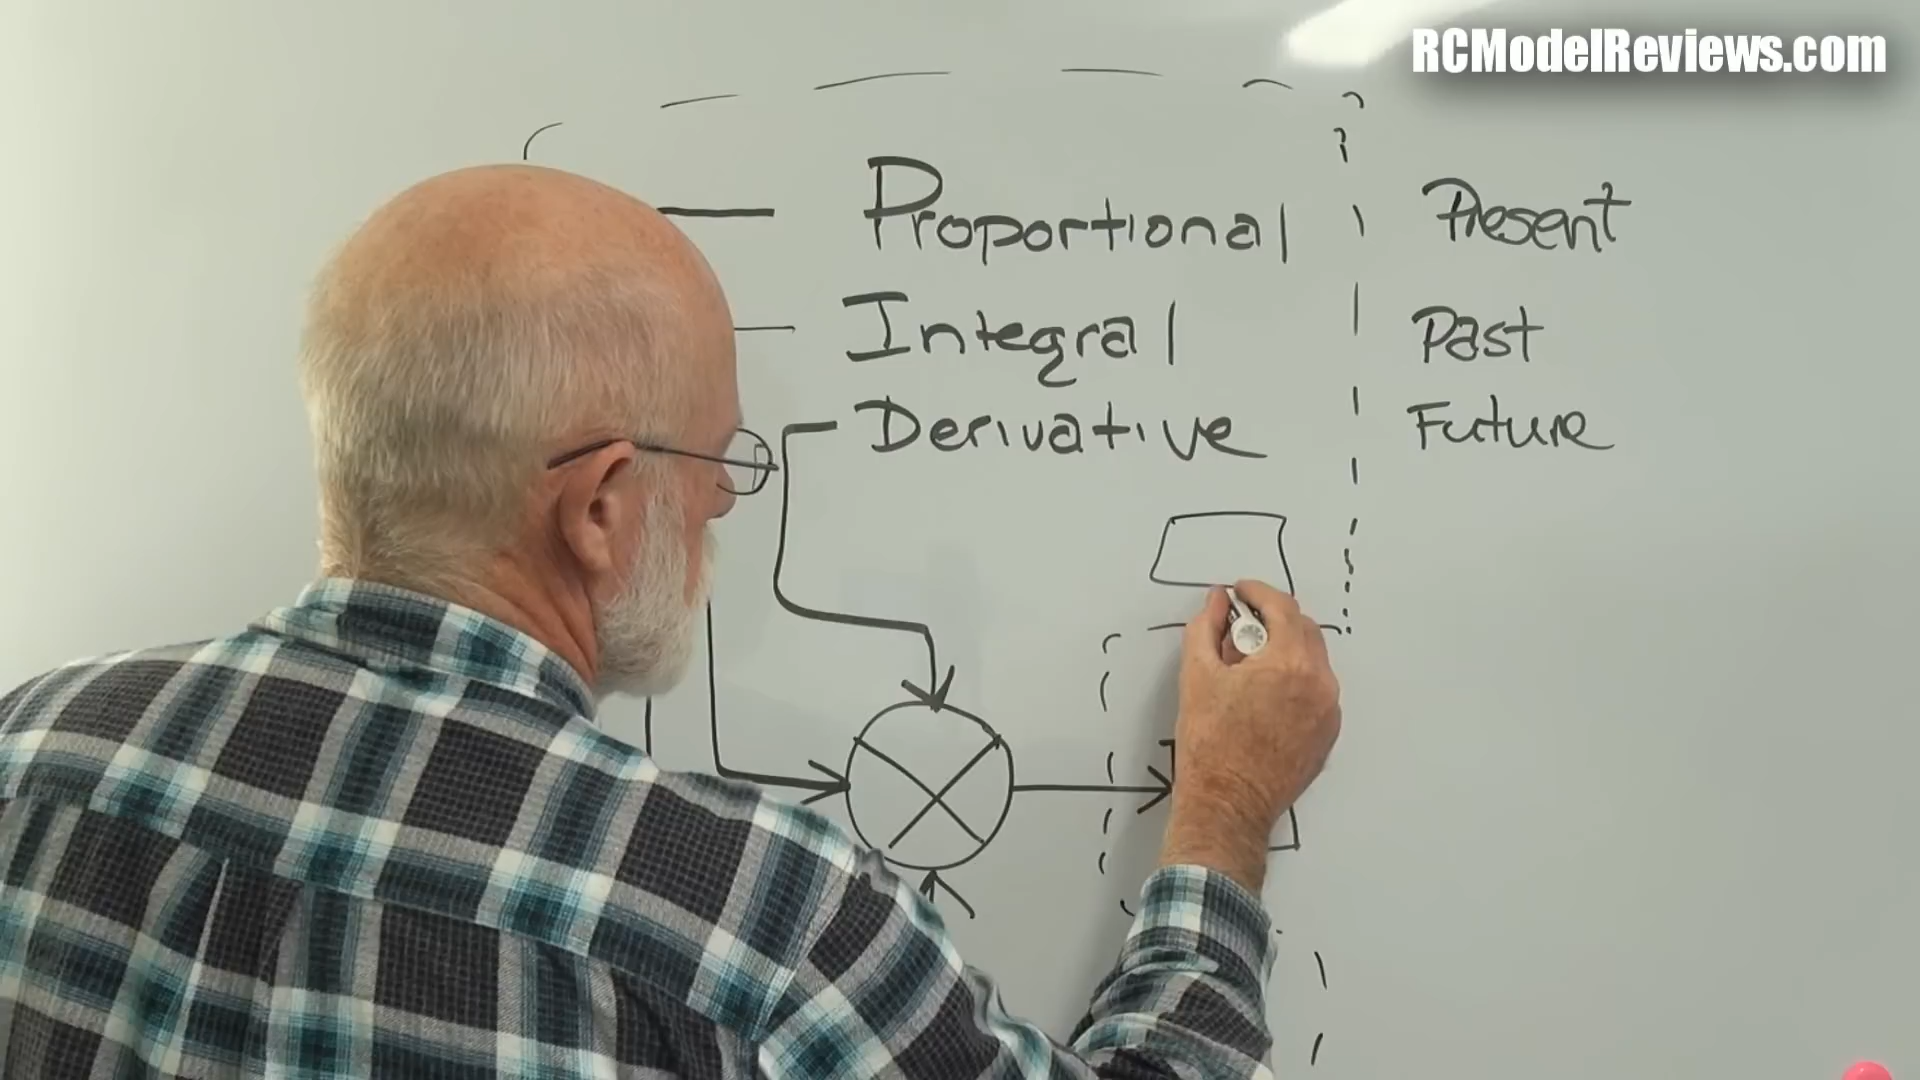 RCModelReviews.com
Proportional Present
Integral Past
Derivative Future